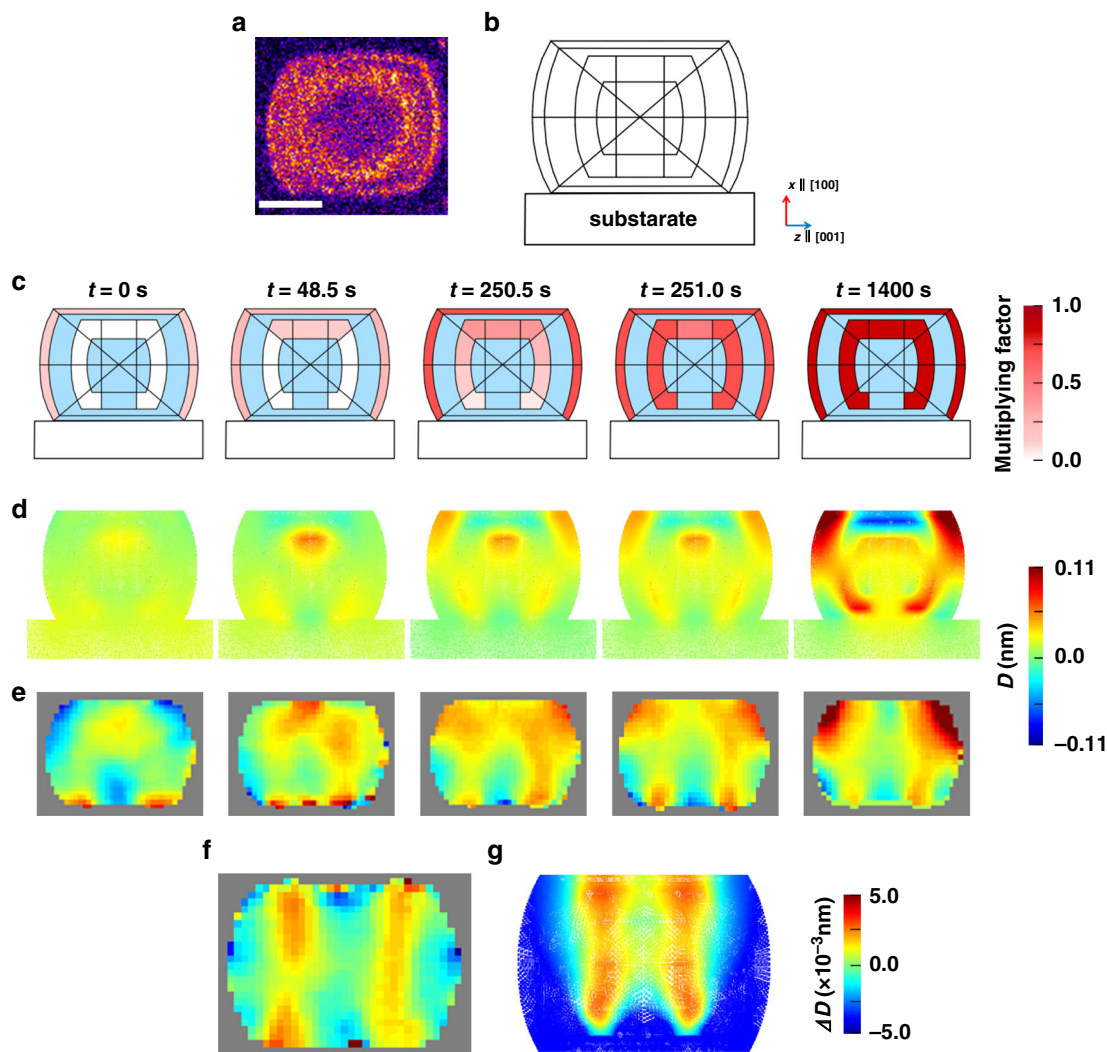 a
b
x ∥ [100]
substarate
z ∥ [001]
c
t = 0 s
t = 48.5 s
t = 250.5 s
t = 251.0 s
t = 1400 s
1.0
0.5
0.0
Multiplying factor
d
0.11
0.0
−0.11
D (nm)
e
f
g
5.0
0.0
−5.0
ΔD (×10⁻³nm)